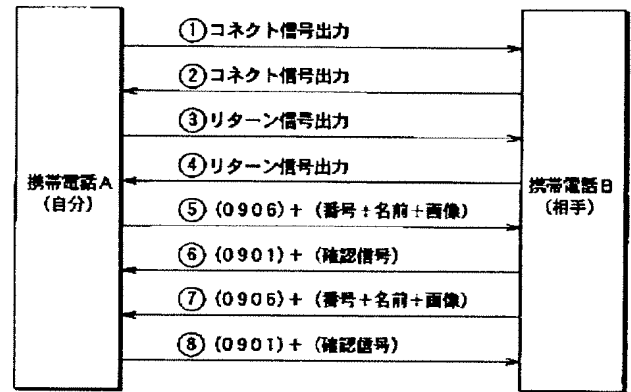 ①コネクト信号出力
②コネクト信号出力
③リターン信号出力
④リターン信号出力
携帯電話A
(自分)
携帯電話B
(相手)
⑤(0906)+(番号+名前+画像)
⑥(0901)+(確認信号)
⑦(0906)+(番号+名前+画像)
⑧(0901)+(確認信号)